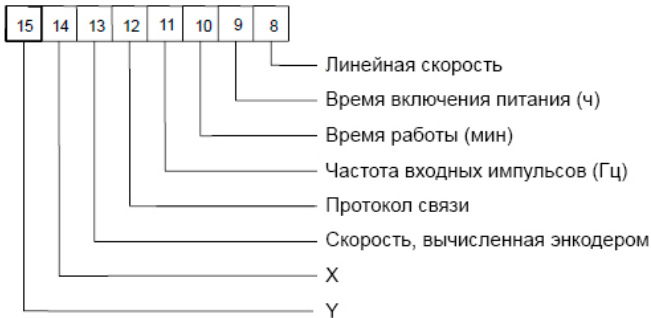 15 14 13 12 11 10 9 8
Линейная скорость
Время включения питания (ч)
Время работы (мин)
Частота входных импульсов (Гц)
Протокол связи
Скорость, вычисленная энкодером
X
Y